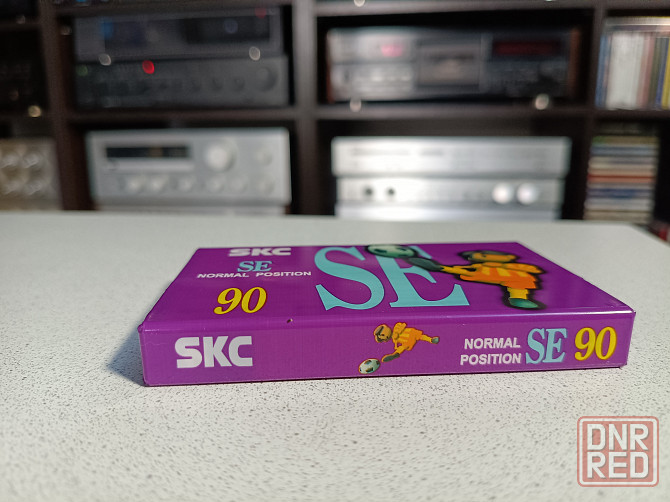 SKC
SE
NORMAL POSITION
90
SE
SKC
NORMAL
POSITION
SE 90
DNR
RED